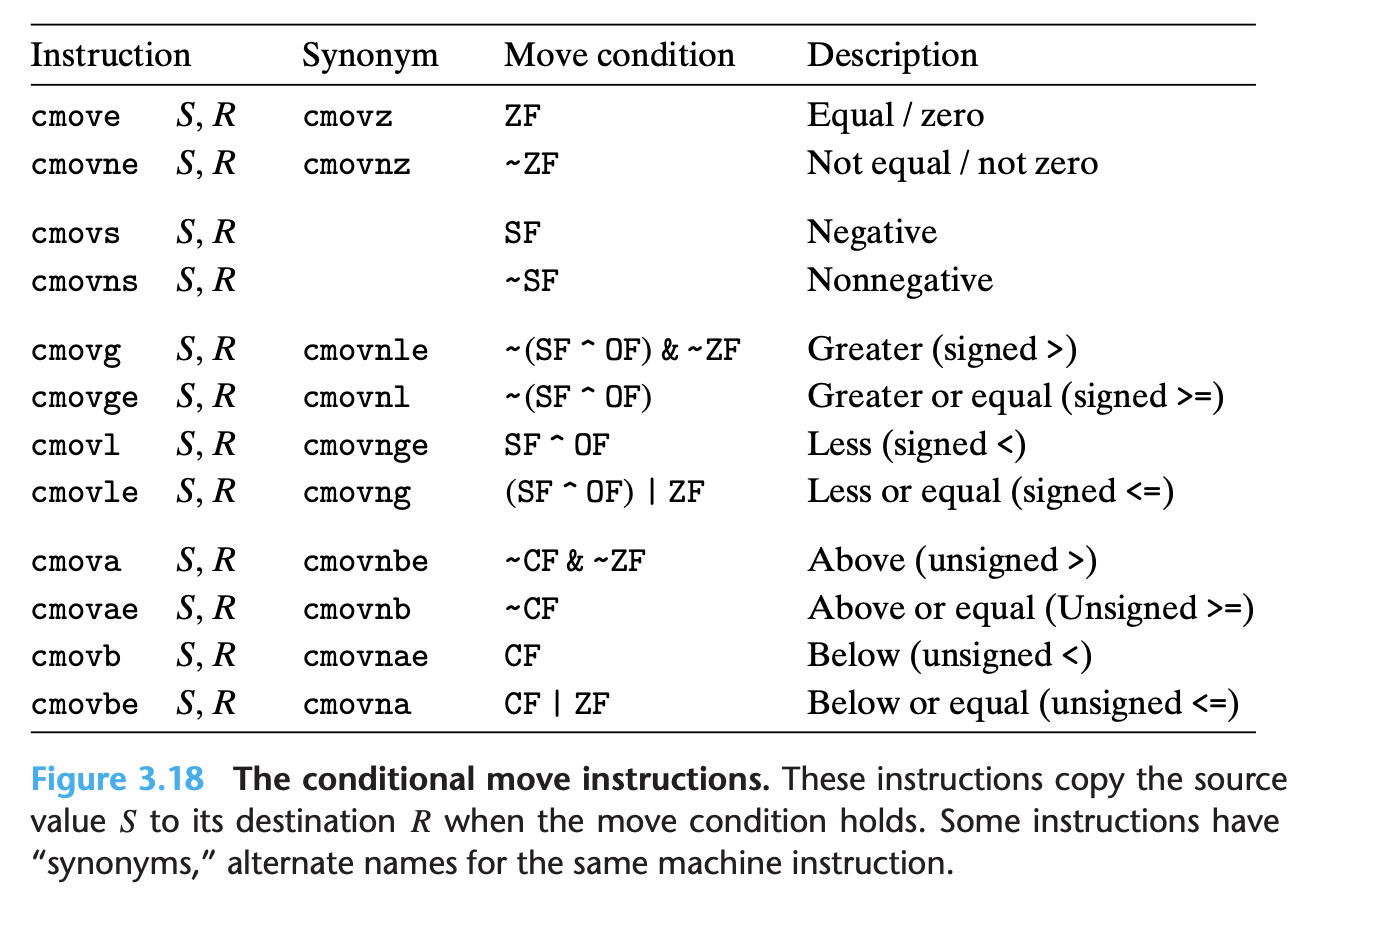 Instruction Synonym Move condition Description
cmove S, R cmovz ZF Equal / zero
cmovne S, R cmovnz ~ZF Not equal / not zero
cmovs S, R SF Negative
cmovns S, R ~SF Nonnegative
cmovg S, R cmovnle ~(SF ^ OF) & ~ZF Greater (signed >)
cmovge S, R cmovnl ~(SF ^ OF) Greater or equal (signed >=)
cmovl S, R cmovnge SF ^ OF Less (signed <)
cmovle S, R cmovng (SF ^ OF) | ZF Less or equal (signed <=)
cmova S, R cmovnbe ~CF & ~ZF Above (unsigned >)
cmovae S, R cmovnb ~CF Above or equal (Unsigned >=)
cmovb S, R cmovnae CF Below (unsigned <)
cmovbe S, R cmovna CF | ZF Below or equal (unsigned <=)
Figure 3.18 The conditional move instructions. These instructions copy the source
value S to its destination R when the move condition holds. Some instructions have
“synonyms,” alternate names for the same machine instruction.